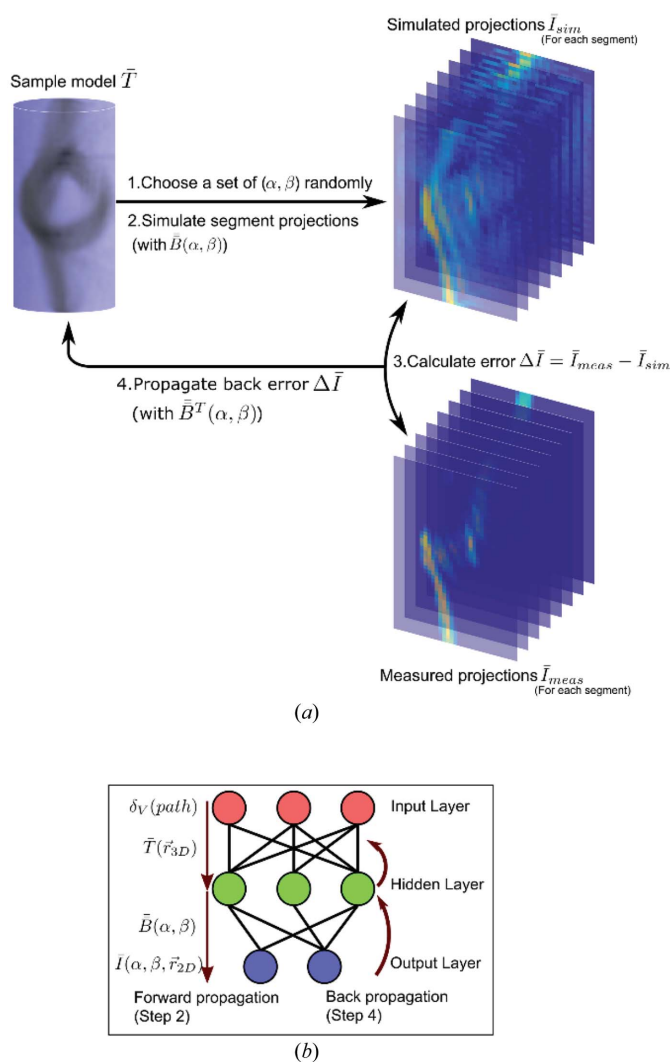 Simulated projections Ī_sim
(For each segment)
Sample model T̄
1.Choose a set of (α, β) randomly
2.Simulate segment projections
(with B̿(α, β))
3.Calculate error ΔĪ = Ī_meas − Ī_sim
4.Propagate back error ΔĪ
(with B̿^T(α, β))
Measured projections Ī_meas
(For each segment)
(a)
δ_V(path)
Input Layer
T̄(r⃗_3D)
Hidden Layer
B̿(α, β)
Ī(α, β, r⃗_2D)
Output Layer
Forward propagation
(Step 2)
Back propagation
(Step 4)
(b)